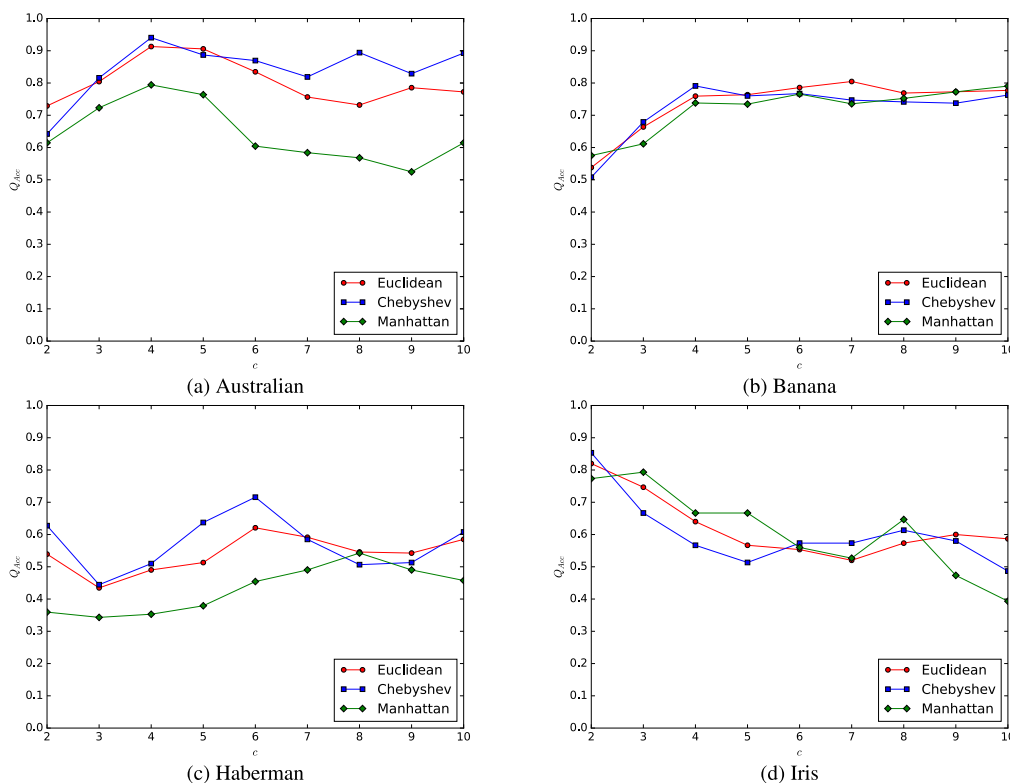 1.0
0.9
0.8
0.7
0.6
0.5
0.4
0.3
0.2
0.1
0.0
Q_Acc
2 3 4 5 6 7 8 9 10
c
Euclidean
Chebyshev
Manhattan
(a) Australian
1.0
0.9
0.8
0.7
0.6
0.5
0.4
0.3
0.2
0.1
0.0
Q_Acc
2 3 4 5 6 7 8 9 10
c
Euclidean
Chebyshev
Manhattan
(b) Banana
1.0
0.9
0.8
0.7
0.6
0.5
0.4
0.3
0.2
0.1
0.0
Q_Acc
2 3 4 5 6 7 8 9 10
c
Euclidean
Chebyshev
Manhattan
(c) Haberman
1.0
0.9
0.8
0.7
0.6
0.5
0.4
0.3
0.2
0.1
0.0
Q_Acc
2 3 4 5 6 7 8 9 10
c
Euclidean
Chebyshev
Manhattan
(d) Iris